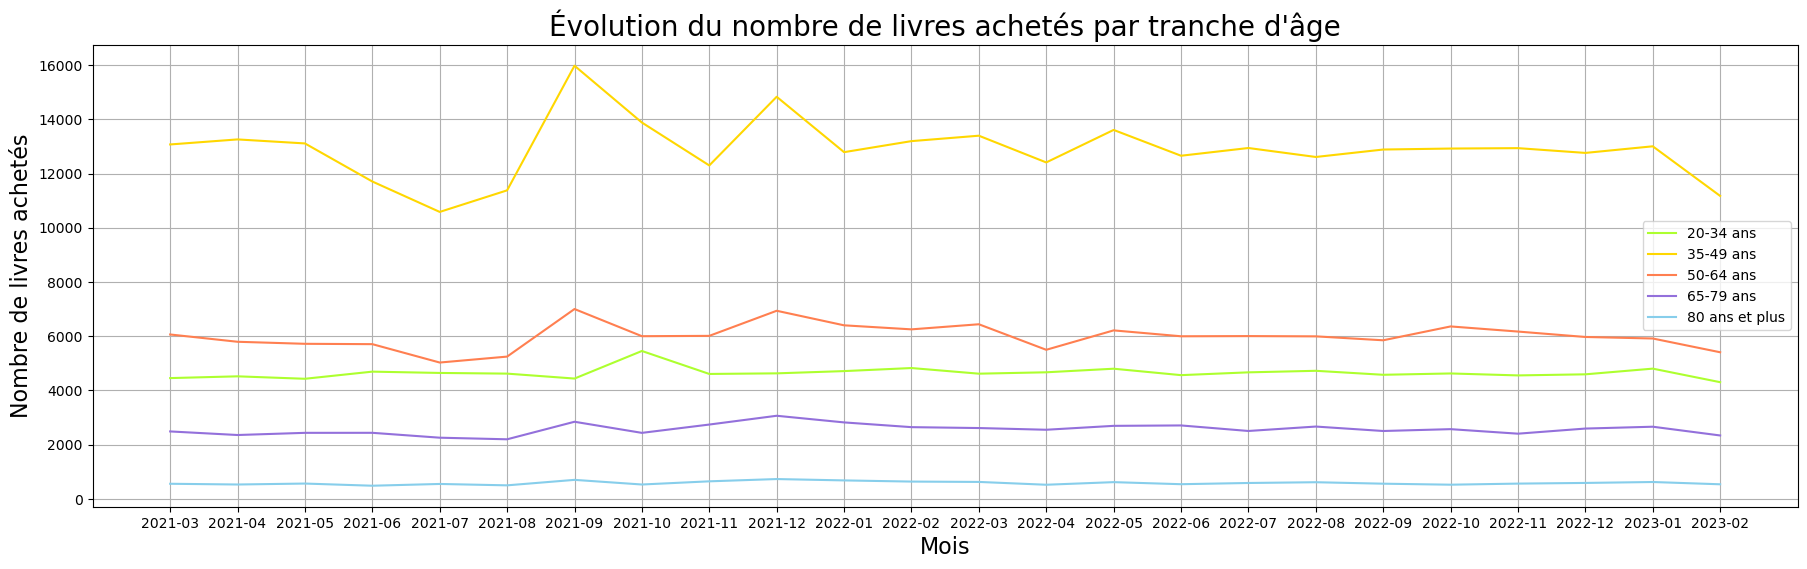 Évolution du nombre de livres achetés par tranche d'âge
Nombre de livres achetés
16000
14000
12000
10000
8000
6000
4000
2000
0
20-34 ans
35-49 ans
50-64 ans
65-79 ans
80 ans et plus
2021-03 2021-04 2021-05 2021-06 2021-07 2021-08 2021-09 2021-10 2021-11 2021-12 2022-01 2022-02 2022-03 2022-04 2022-05 2022-06 2022-07 2022-08 2022-09 2022-10 2022-11 2022-12 2023-01 2023-02
Mois